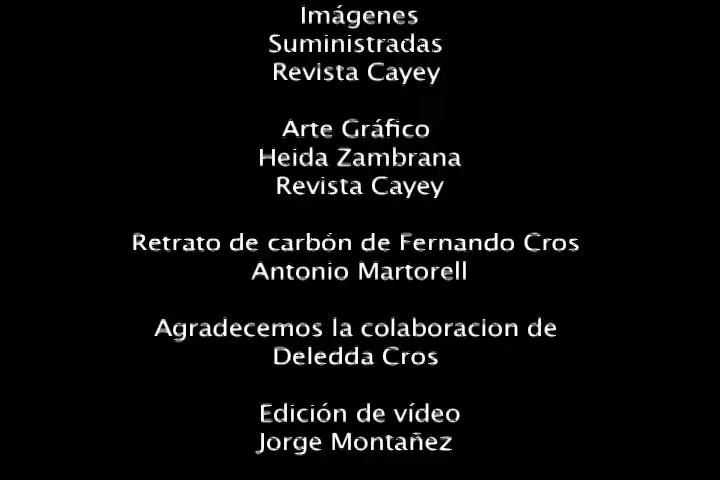 Imágenes
Suministradas
Revista Cayey
Arte Gráfico
Heida Zambrana
Revista Cayey
Retrato de carbón de Fernando Cros
Antonio Martorell
Agradecemos la colaboracion de
Deledda Cros
Edición de vídeo
Jorge Montañez